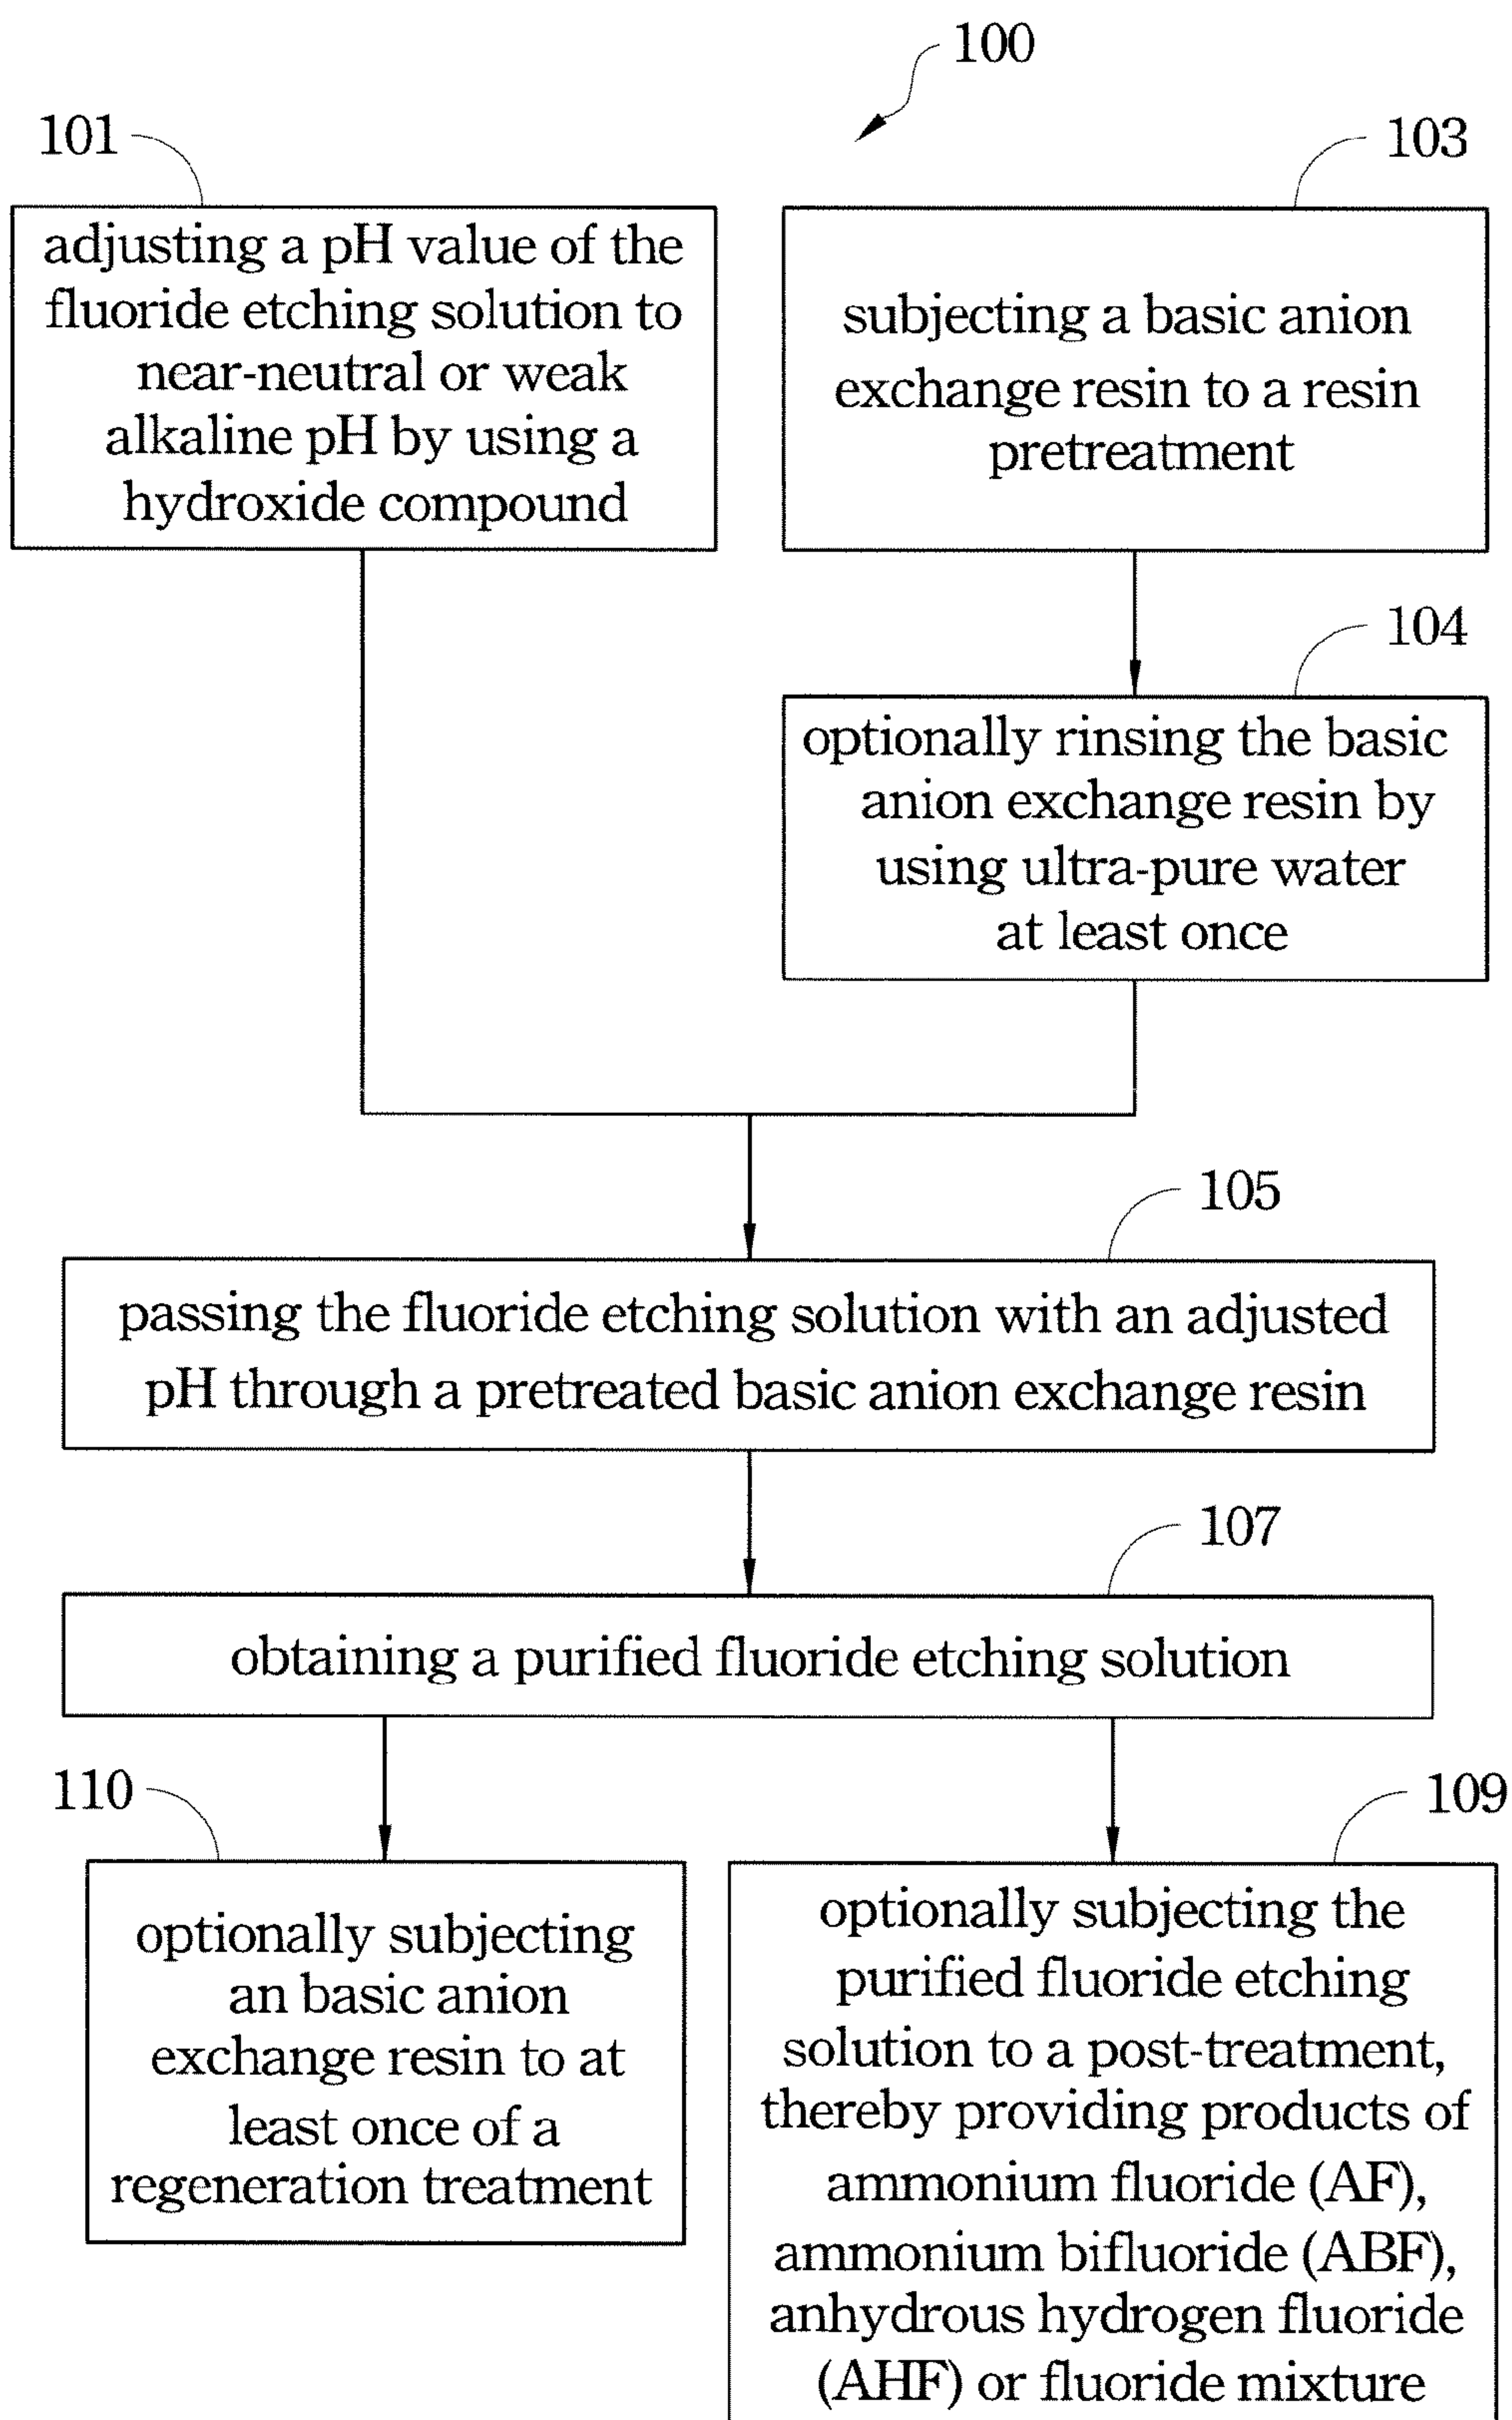 100
101
adjusting a pH value of the
fluoride etching solution to
near-neutral or weak
alkaline pH by using a
hydroxide compound
103
subjecting a basic anion
exchange resin to a resin
pretreatment
104
optionally rinsing the basic
anion exchange resin by
using ultra-pure water
at least once
105
passing the fluoride etching solution with an adjusted
pH through a pretreated basic anion exchange resin
107
obtaining a purified fluoride etching solution
110
optionally subjecting
an basic anion
exchange resin to at
least once of a
regeneration treatment
109
optionally subjecting the
purified fluoride etching
solution to a post-treatment,
thereby providing products of
ammonium fluoride (AF),
ammonium bifluoride (ABF),
anhydrous hydrogen fluoride
(AHF) or fluoride mixture